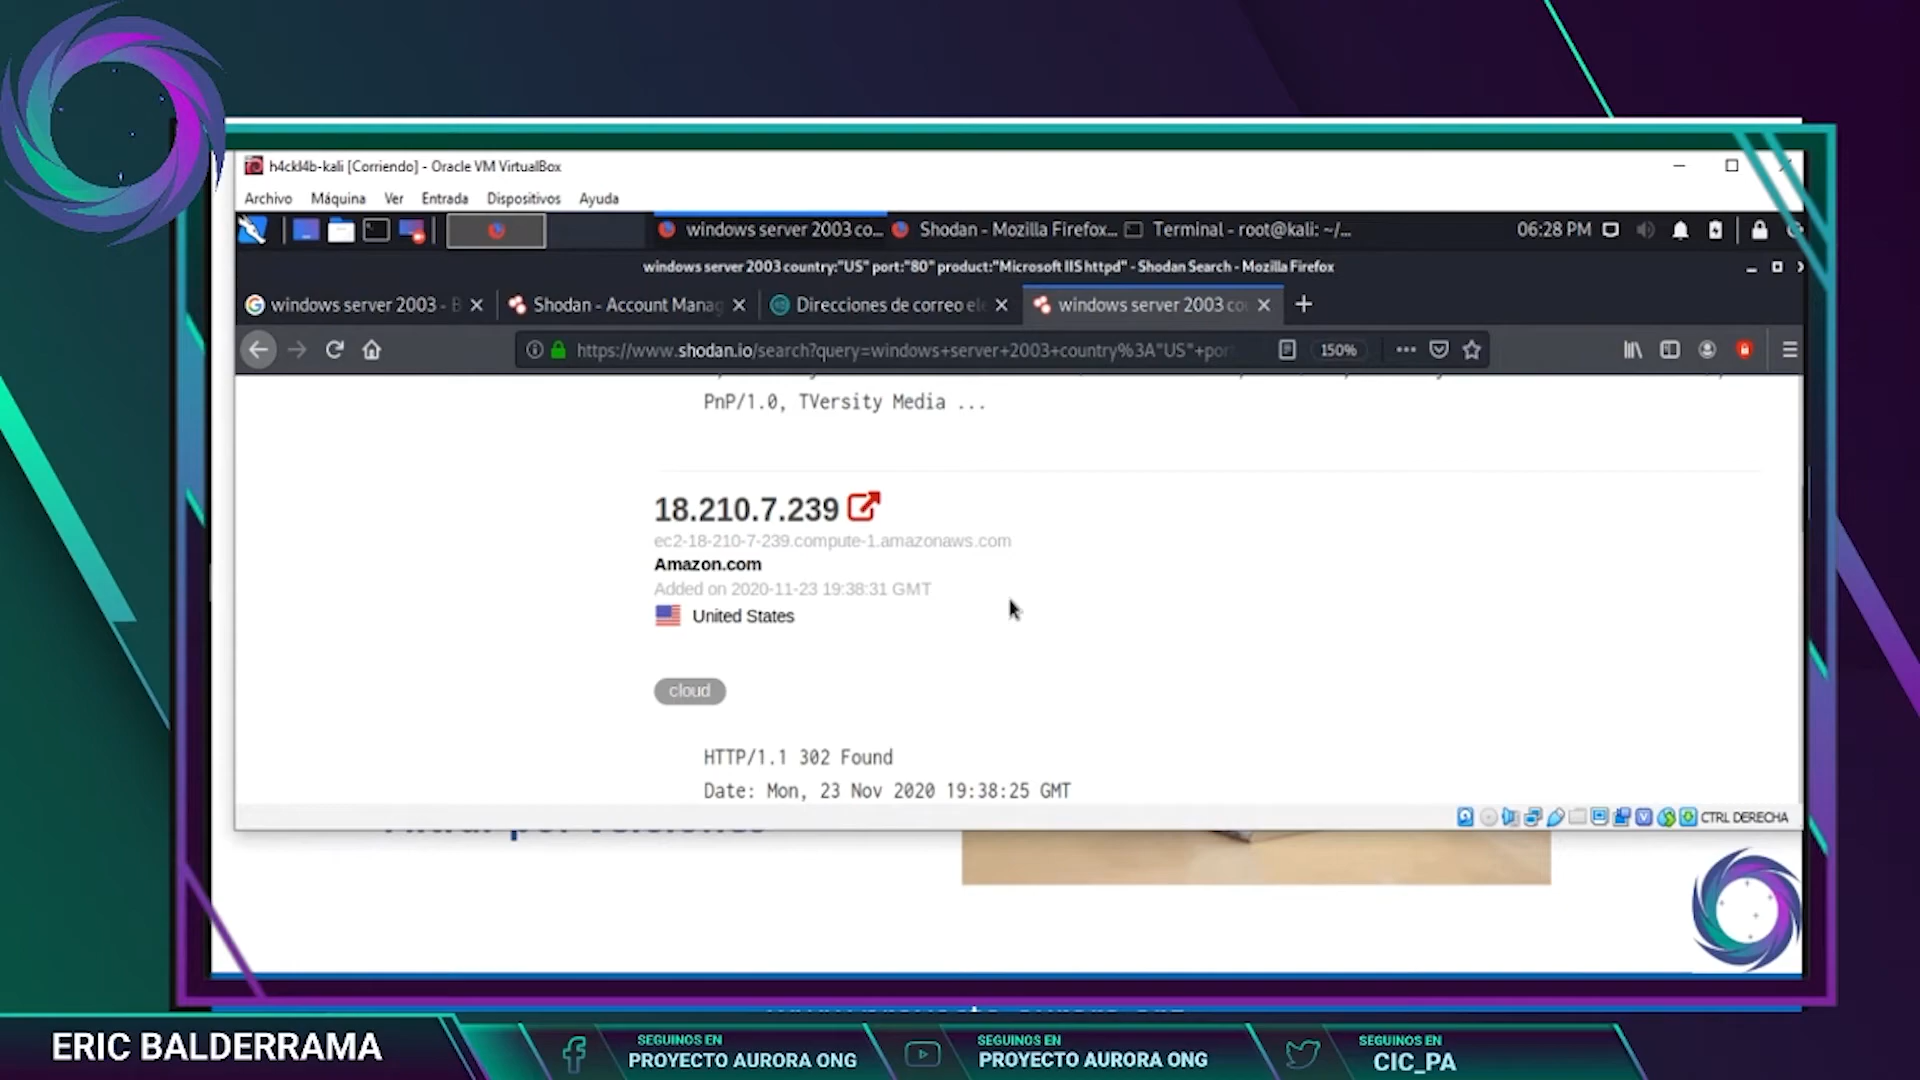 h4ckl4b-kali [Corriendo] - Oracle VM VirtualBox
Archivo Máquina Ver Entrada Dispositivos Ayuda
windows server 2003 co... Shodan - Mozilla Firefox... Terminal - root@kali: ~/... 06:28 PM
windows server 2003 country:"US" port:"80" product:"Microsoft IIS httpd" - Shodan Search - Mozilla Firefox
windows server 2003 - B Shodan - Account Manag Direcciones de correo ele windows server 2003 cou
https://www.shodan.io/search?query=windows+server+2003+country%3A"US"+por 150%
PnP/1.0, TVersity Media ...
18.210.7.239
ec2-18-210-7-239.compute-1.amazonaws.com
Amazon.com
Added on 2020-11-23 19:38:31 GMT
United States
cloud
HTTP/1.1 302 Found
Date: Mon, 23 Nov 2020 19:38:25 GMT
CTRL DERECHA
ERIC BALDERRAMA
SEGUINOS EN
PROYECTO AURORA ONG
SEGUINOS EN
PROYECTO AURORA ONG
SEGUINOS EN
CIC_PA